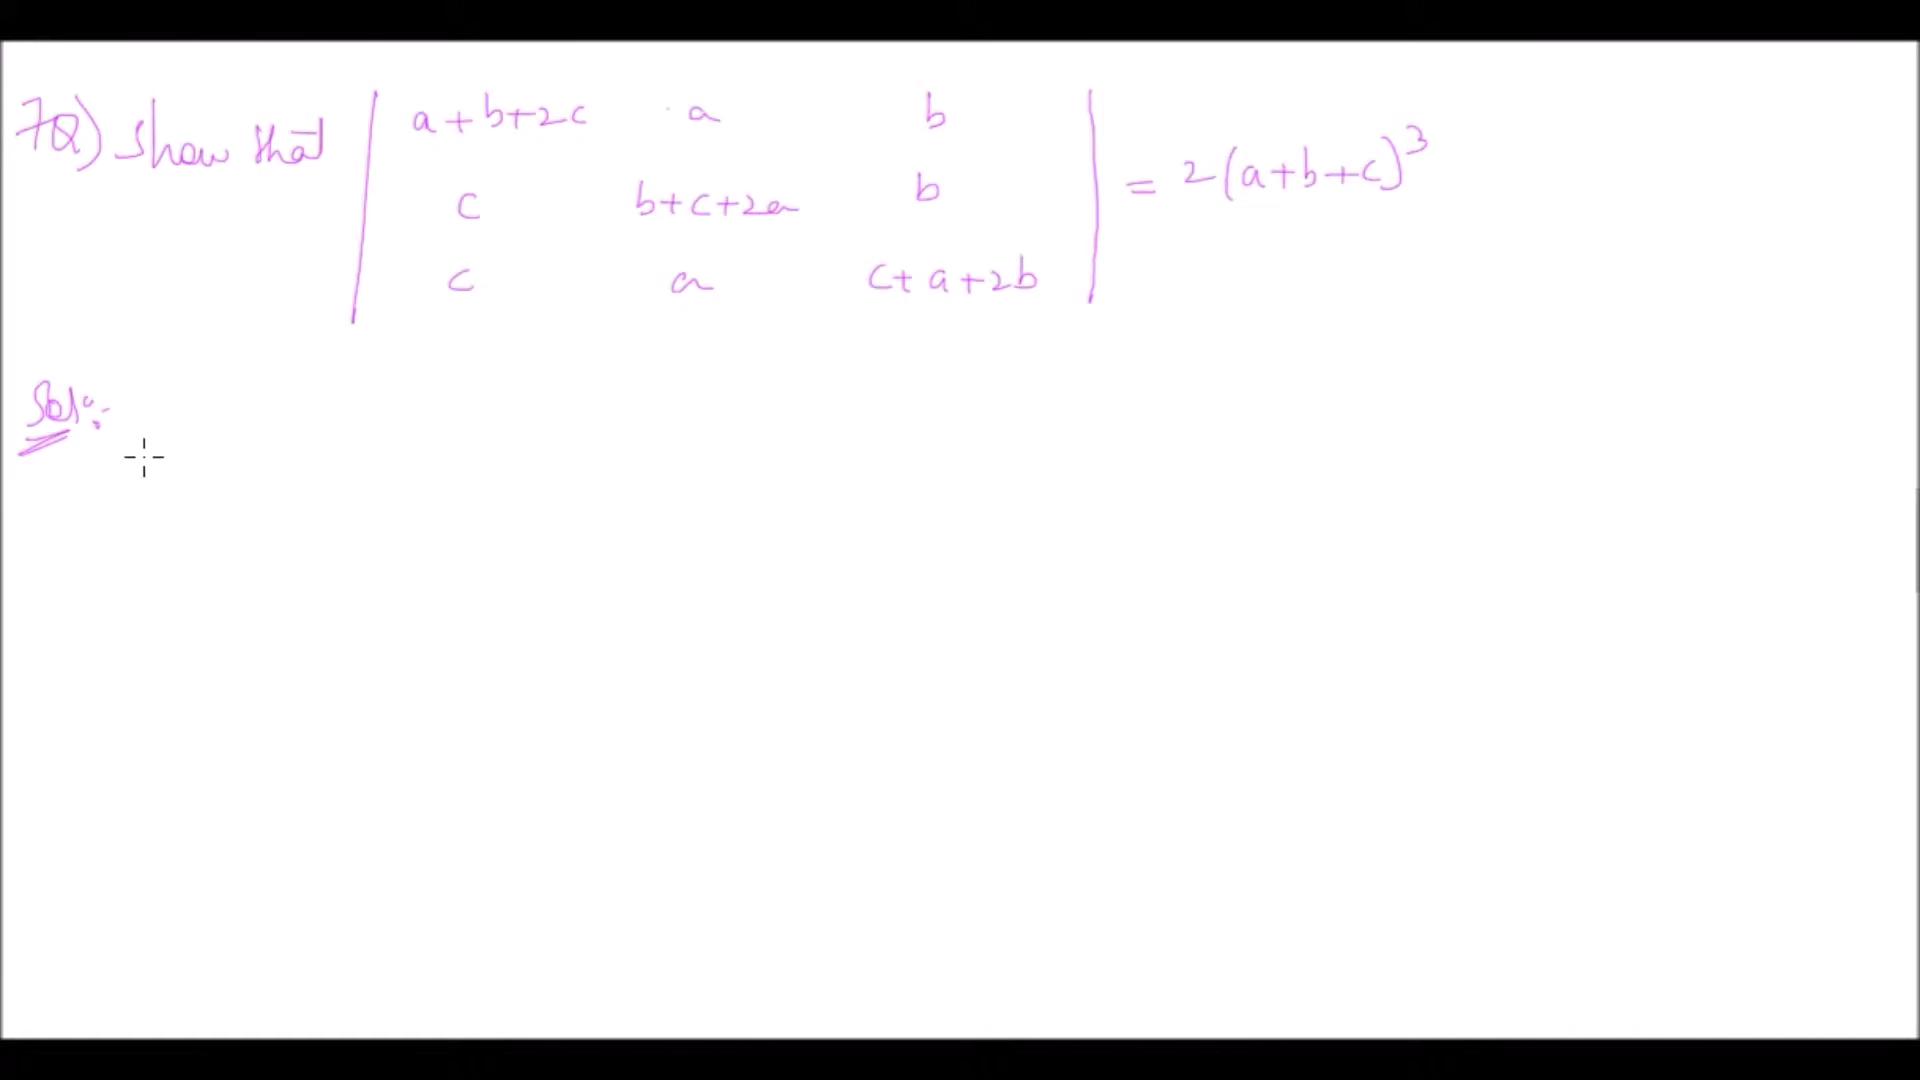 7Q) show that | a+b+2c a b |
| c b+c+2a b | = 2(a+b+c)³
| c a c+a+2b |
Sol:-